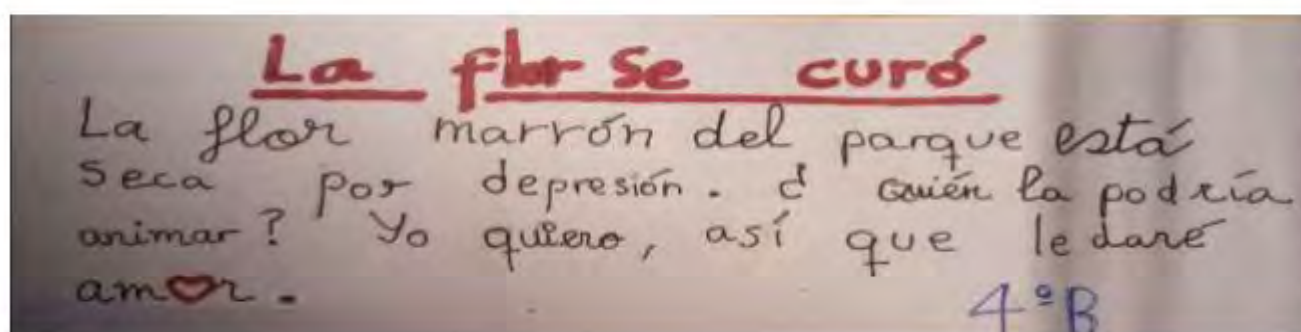 La flor se curó
La flor marrón del parque está
seca por depresión. ¿ Quién la podría
animar? Yo quiero, así que le daré
amor.
4ºB